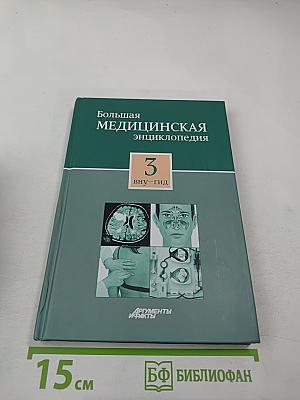 Большая
МЕДИЦИНСКАЯ
энциклопедия
3
вну–гид
АРГУМЕНТЫ
И ФАКТЫ
15 см
БФ БИБЛИОФАН